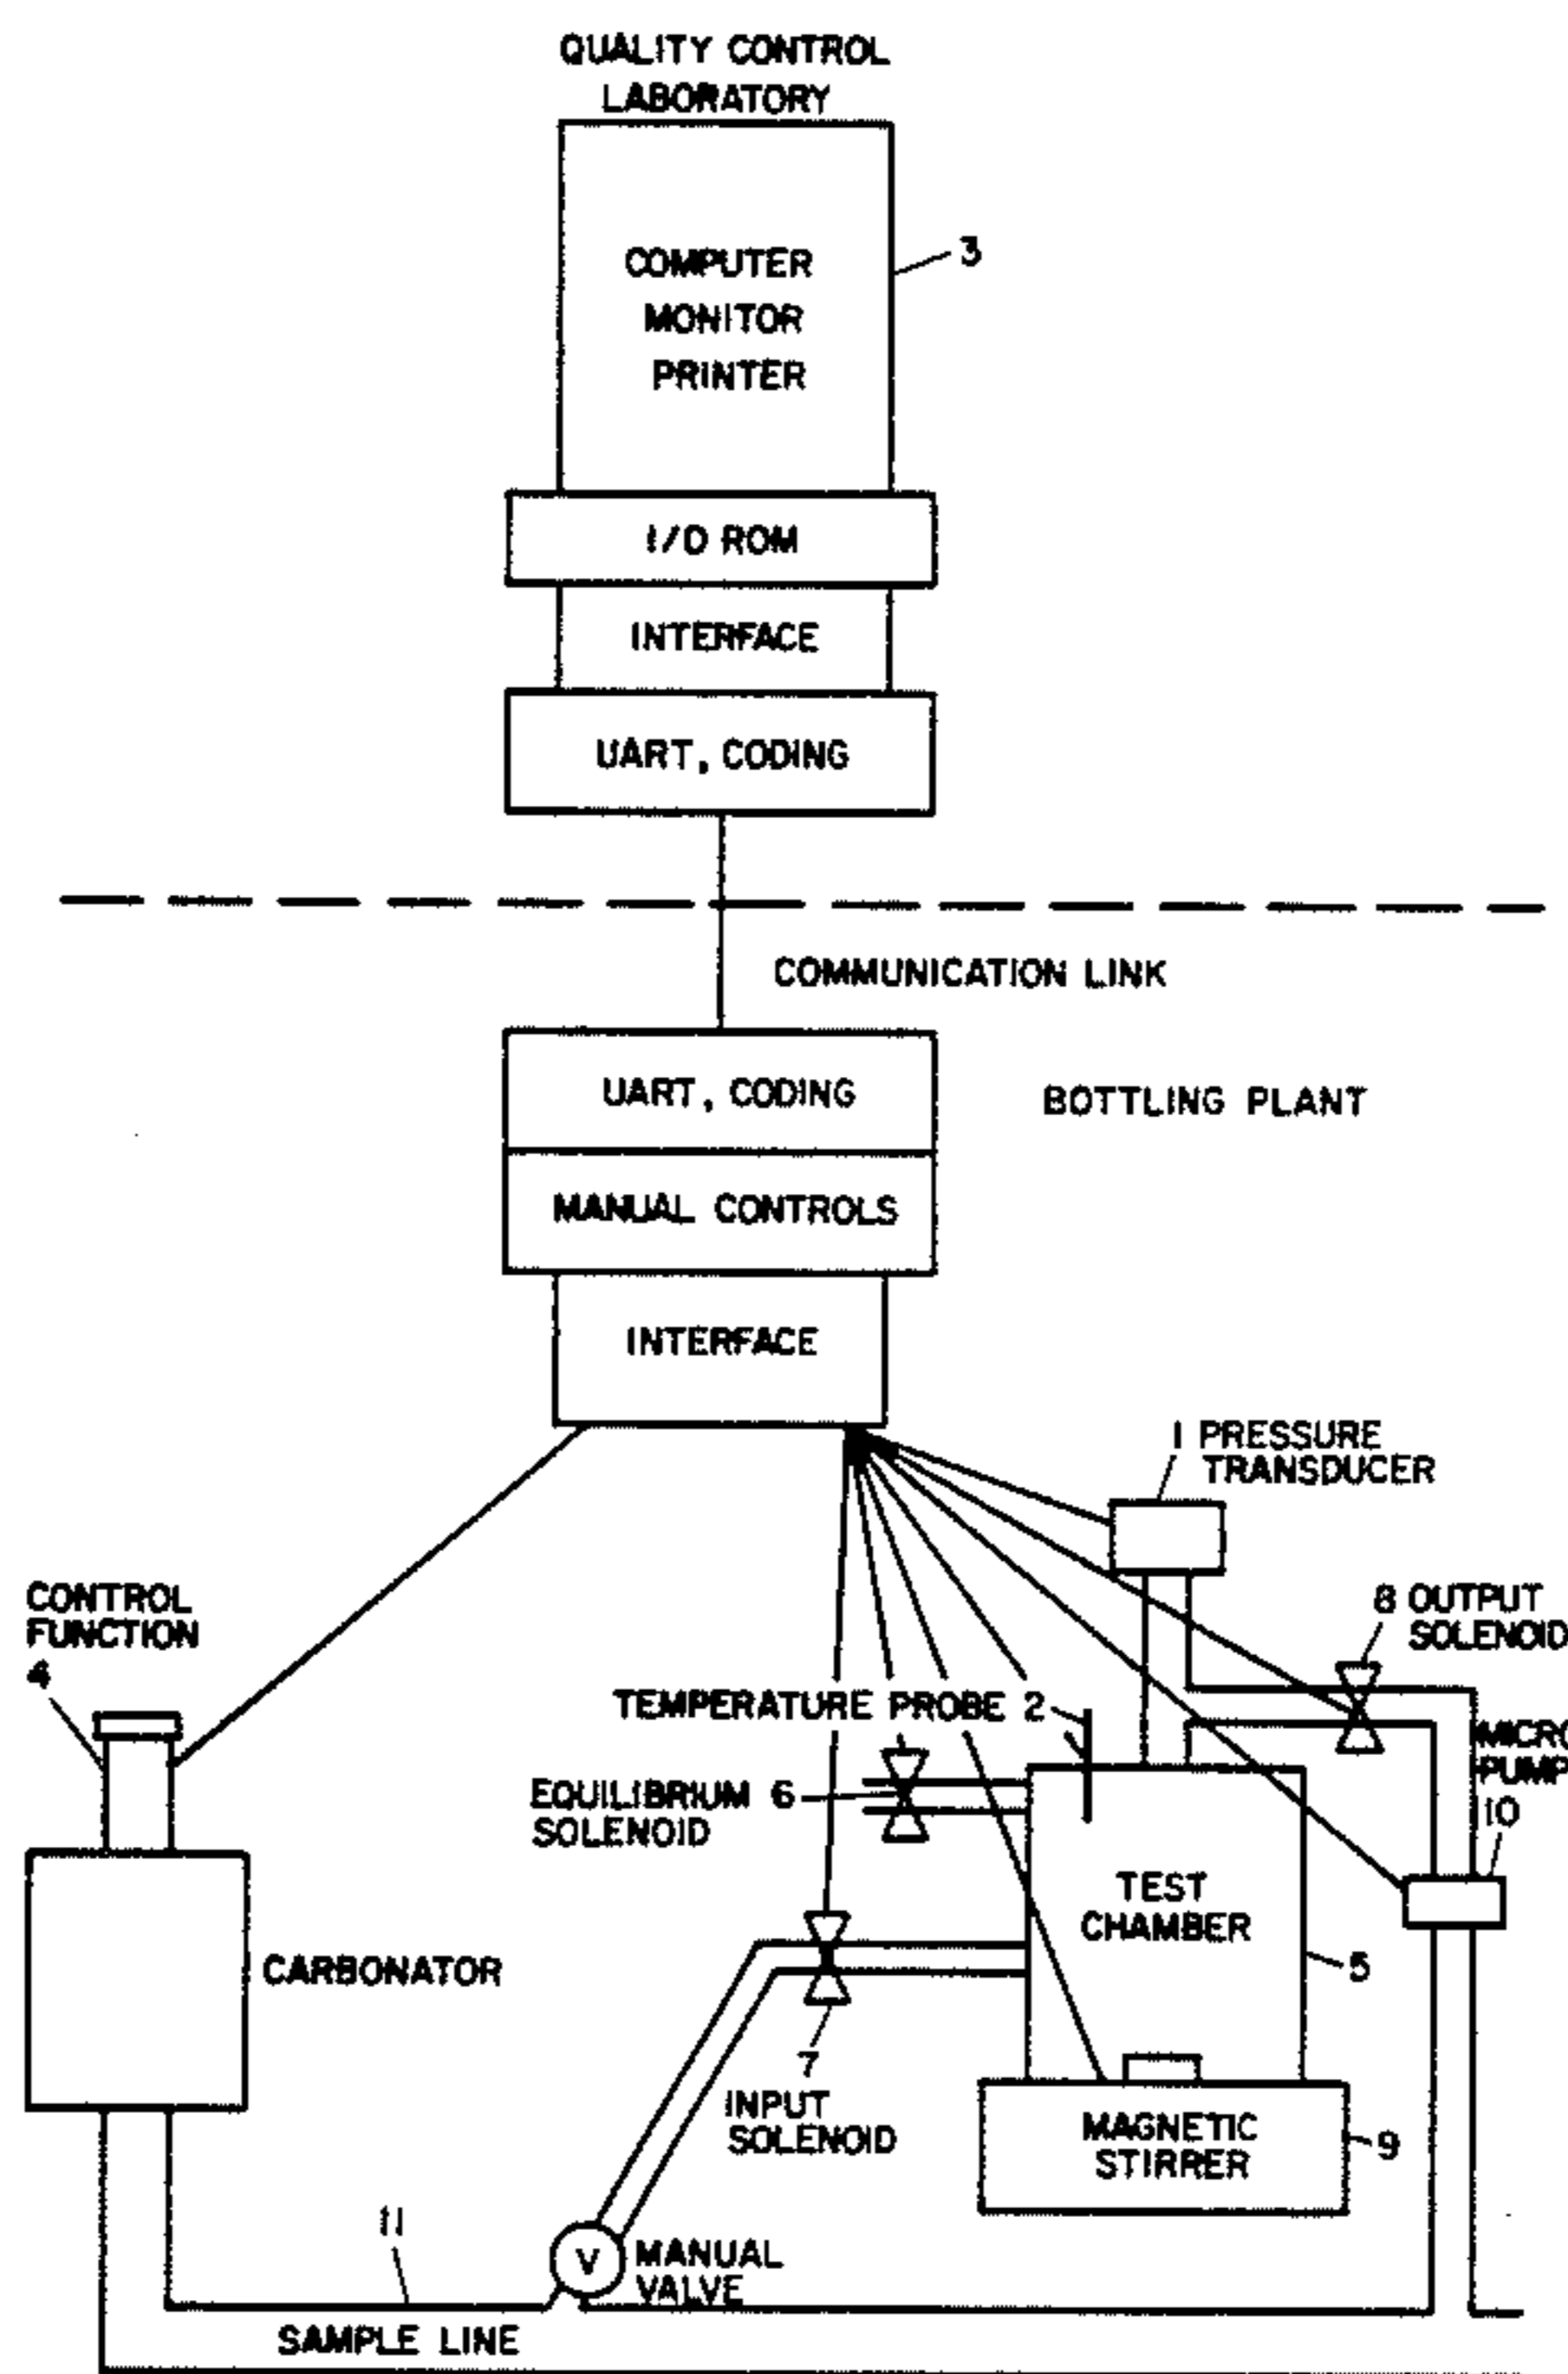 QUALITY CONTROL
LABORATORY
COMPUTER
MONITOR
PRINTER
3
I/O ROM
INTERFACE
UART, CODING
COMMUNICATION LINK
UART, CODING
BOTTLING PLANT
MANUAL CONTROLS
INTERFACE
1 PRESSURE
TRANSDUCER
CONTROL
FUNCTION
4
8 OUTPUT
SOLENOID
TEMPERATURE PROBE 2
EQUILIBRIUM 6
SOLENOID
PUMP
10
TEST
CHAMBER
5
CARBONATOR
7
INPUT
SOLENOID
MAGNETIC
STIRRER
9
11
V
MANUAL
VALVE
SAMPLE LINE